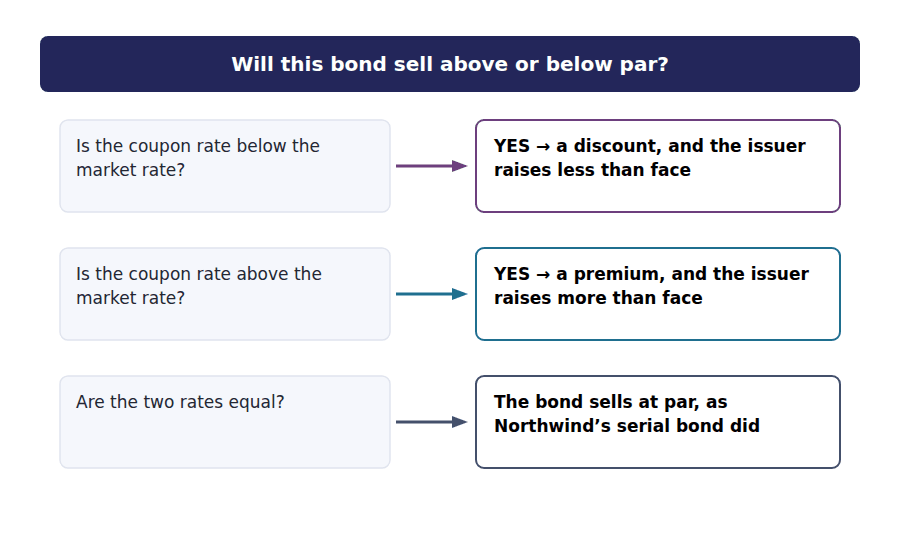 Will this bond sell above or below par?
Is the coupon rate below the
market rate?
YES → a discount, and the issuer
raises less than face
Is the coupon rate above the
market rate?
YES → a premium, and the issuer
raises more than face
Are the two rates equal?
The bond sells at par, as
Northwind’s serial bond did